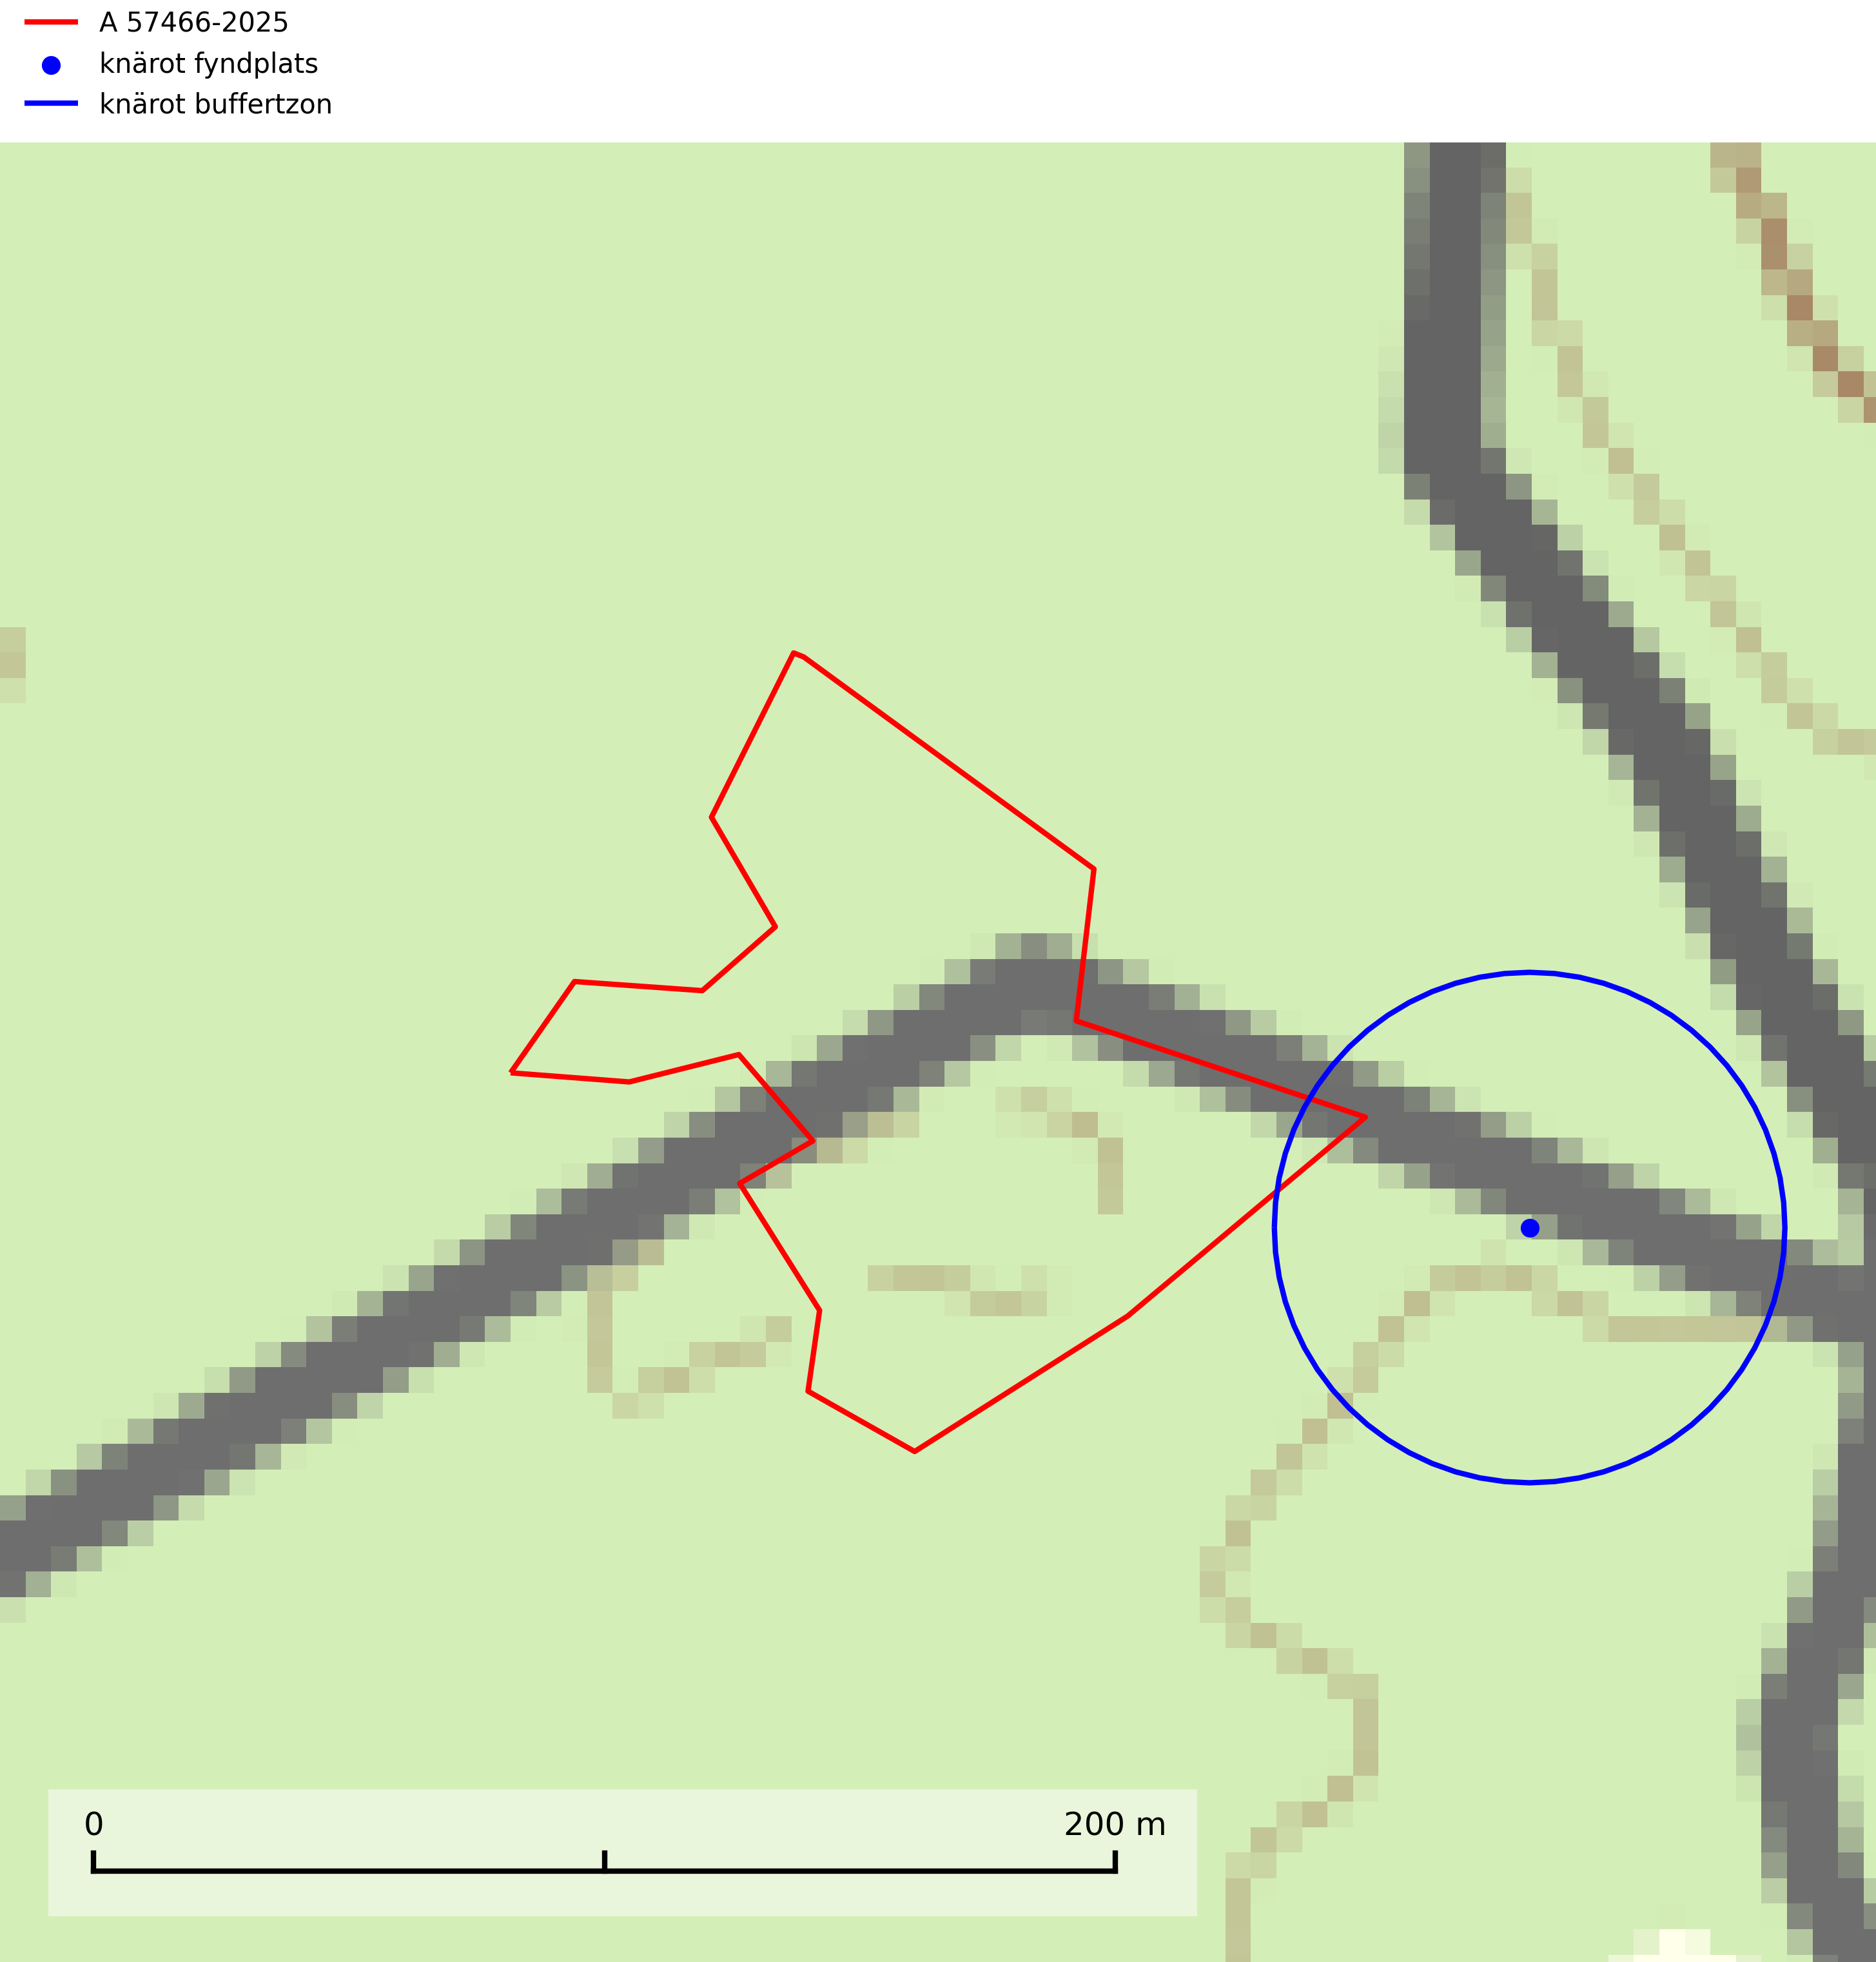 A 57466-2025
knärot fyndplats
knärot buffertzon
0 200 m